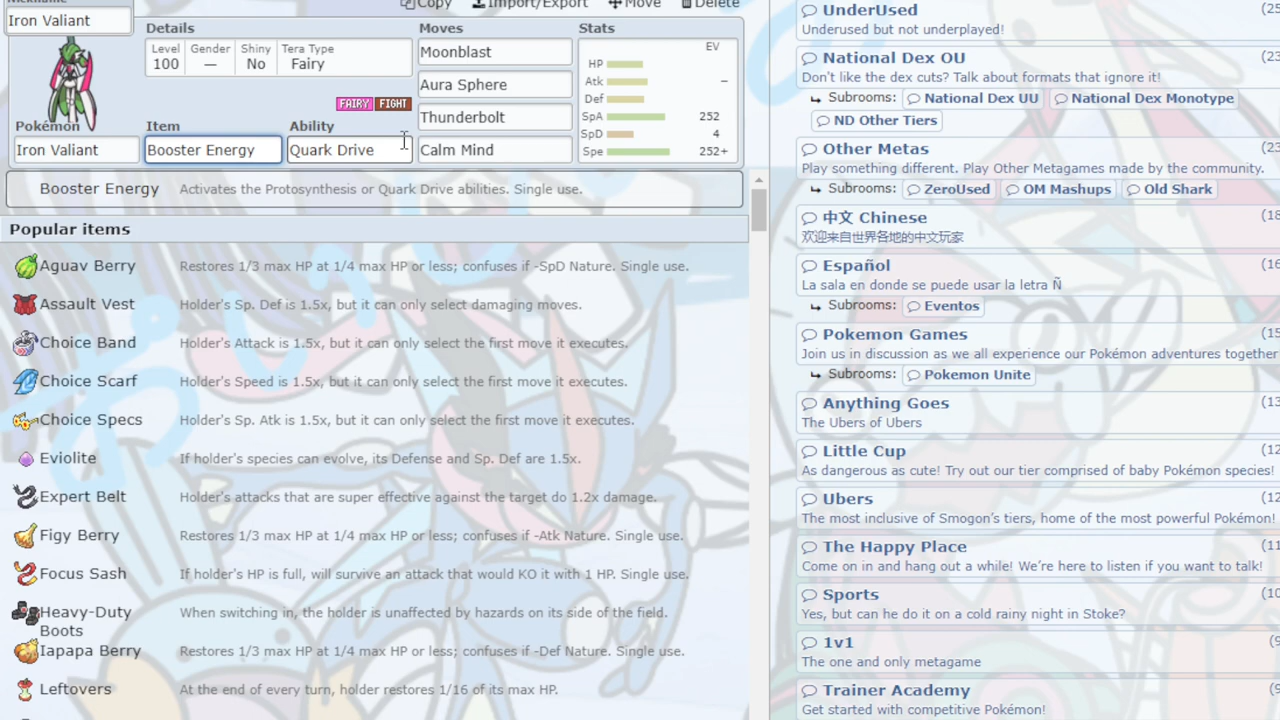 Iron Valiant
Copy Import/Export Move Delete
Details
Level Gender Shiny Tera Type
100 — No Fairy
FAIRY FIGHT
Pokémon Item Ability
Iron Valiant Booster Energy Quark Drive
Moves
Moonblast
Aura Sphere
Thunderbolt
Calm Mind
Stats
EV
HP
Atk –
Def
SpA 252
SpD 4
Spe 252+
Booster Energy Activates the Protosynthesis or Quark Drive abilities. Single use.
Popular items
Aguav Berry Restores 1/3 max HP at 1/4 max HP or less; confuses if -SpD Nature. Single use.
Assault Vest Holder's Sp. Def is 1.5x, but it can only select damaging moves.
Choice Band Holder's Attack is 1.5x, but it can only select the first move it executes.
Choice Scarf Holder's Speed is 1.5x, but it can only select the first move it executes.
Choice Specs Holder's Sp. Atk is 1.5x, but it can only select the first move it executes.
Eviolite If holder's species can evolve, its Defense and Sp. Def are 1.5x.
Expert Belt Holder's attacks that are super effective against the target do 1.2x damage.
Figy Berry Restores 1/3 max HP at 1/4 max HP or less; confuses if -Atk Nature. Single use.
Focus Sash If holder's HP is full, will survive an attack that would KO it with 1 HP. Single use.
Heavy-Duty Boots When switching in, the holder is unaffected by hazards on its side of the field.
Iapapa Berry Restores 1/3 max HP at 1/4 max HP or less; confuses if -Def Nature. Single use.
Leftovers At the end of every turn, holder restores 1/16 of its max HP.
UnderUsed (25
Underused but not underplayed!
National Dex OU (23
Don't like the dex cuts? Talk about formats that ignore it!
Subrooms: National Dex UU National Dex Monotype
ND Other Tiers
Other Metas (23
Play something different. Play Other Metagames made by the community.
Subrooms: ZeroUsed OM Mashups Old Shark
中文 Chinese (18
欢迎来自世界各地的中文玩家
Español (16
La sala en donde se puede usar la letra Ñ
Subrooms: Eventos
Pokemon Games (15
Join us in discussion as we all experience our Pokémon adventures together
Subrooms: Pokemon Unite
Anything Goes (13
The Ubers of Ubers
Little Cup (12
As dangerous as cute! Try out our tier comprised of baby Pokémon species!
Ubers (12
The most inclusive of Smogon's tiers, home of the most powerful Pokémon!
The Happy Place (11
Come on in and hang out a while! We're here to listen if you want to talk!
Sports (10
Yes, but can he do it on a cold rainy night in Stoke?
1v1 (9
The one and only metagame
Trainer Academy (9
Get started with competitive Pokémon!